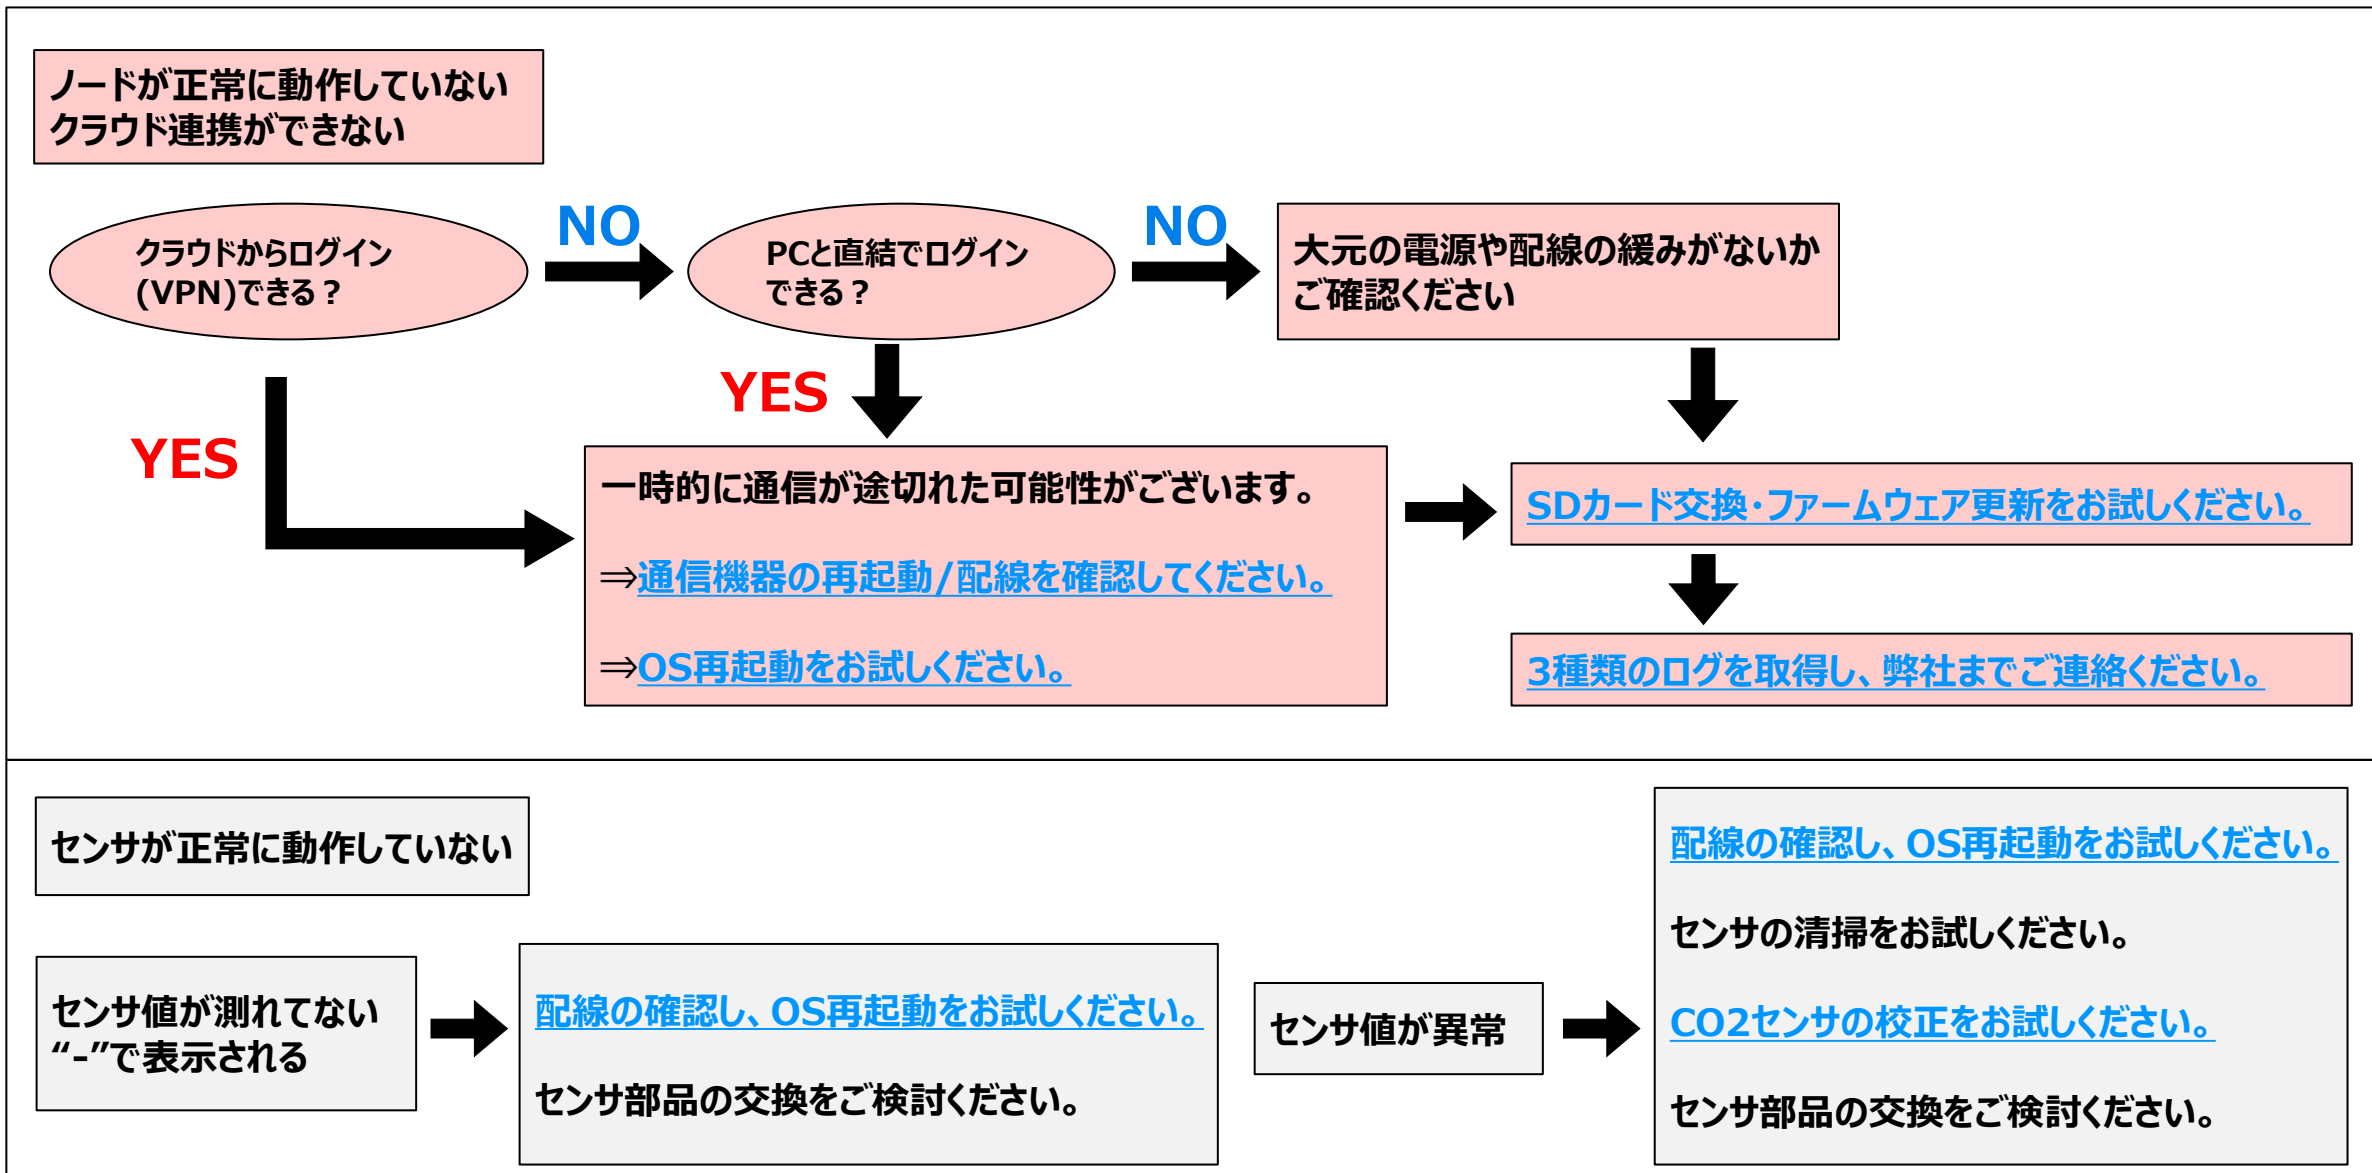 ノードが正常に動作していない
クラウド連携ができない
クラウドからログイン
(VPN)できる？
NO
PCと直結でログイン
できる？
NO
大元の電源や配線の緩みがないか
ご確認ください
YES
YES
一時的に通信が途切れた可能性がございます。
⇒通信機器の再起動/配線を確認してください。
⇒OS再起動をお試しください。
SDカード交換・ファームウェア更新をお試しください。
3種類のログを取得し、弊社までご連絡ください。
センサが正常に動作していない
センサ値が測れてない
“-”で表示される
配線の確認し、OS再起動をお試しください。
センサ部品の交換をご検討ください。
センサ値が異常
配線の確認し、OS再起動をお試しください。
センサの清掃をお試しください。
CO2センサの校正をお試しください。
センサ部品の交換をご検討ください。